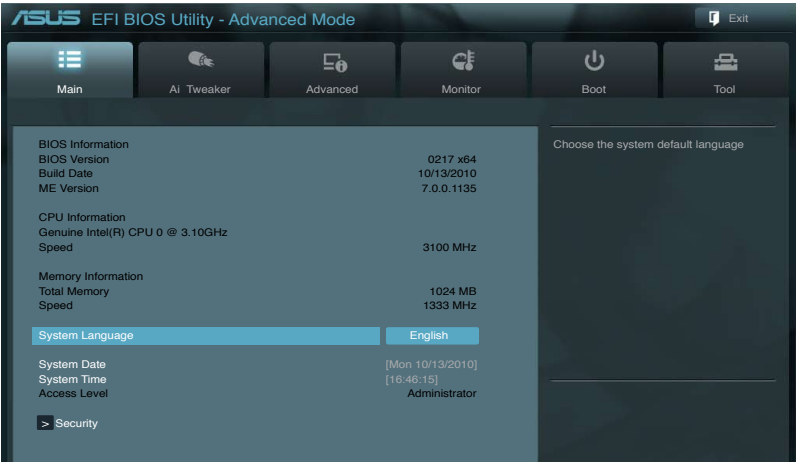 ASUS EFI BIOS Utility - Advanced Mode
Exit
Main
Ai Tweaker
Advanced
Monitor
Boot
Tool
BIOS Information
BIOS Version 0217 x64
Build Date 10/13/2010
ME Version 7.0.0.1135
CPU Information
Genuine Intel(R) CPU 0 @ 3.10GHz
Speed 3100 MHz
Memory Information
Total Memory 1024 MB
Speed 1333 MHz
System Language English
System Date [Mon 10/13/2010]
System Time [16:46:15]
Access Level Administrator
> Security
Choose the system default language